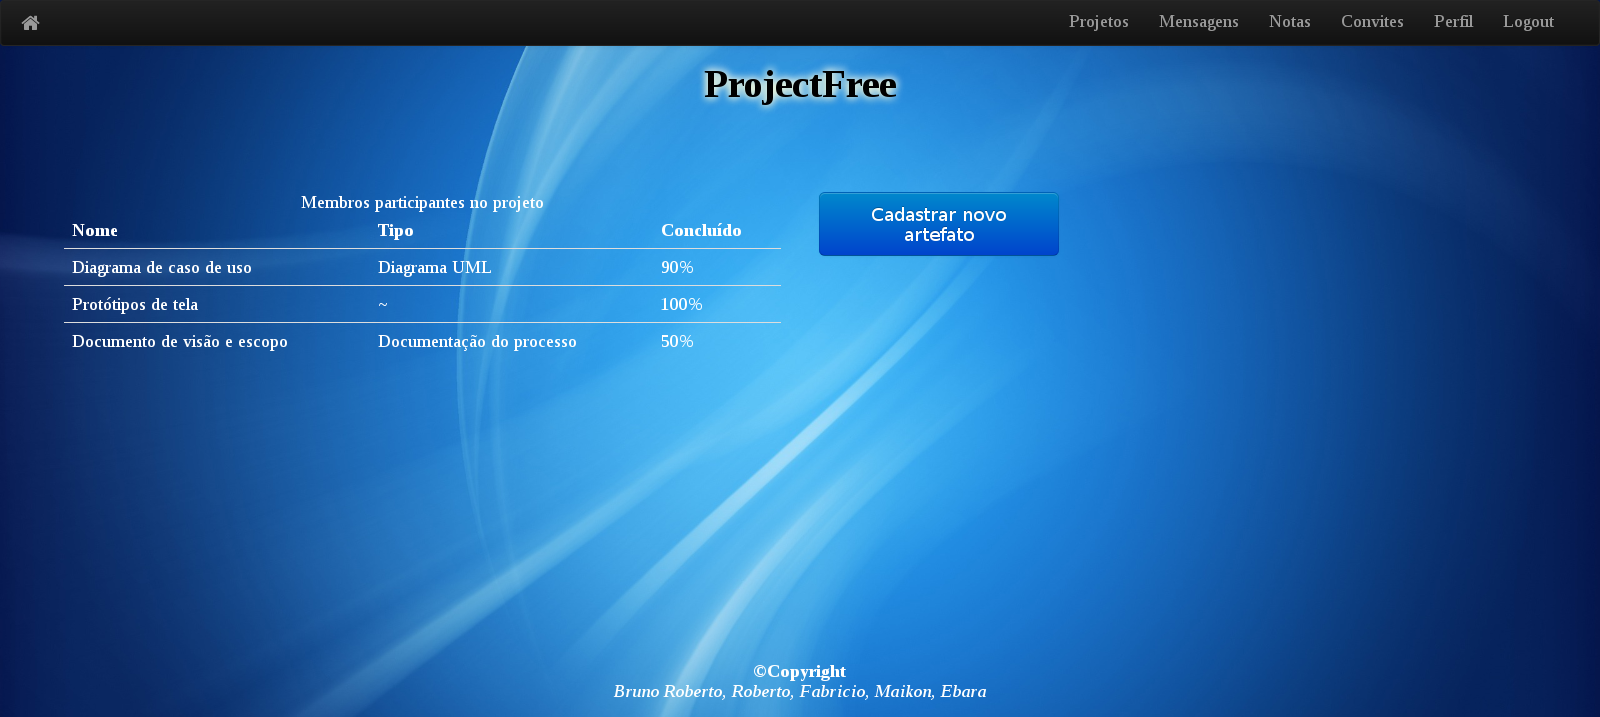 Projetos Mensagens Notas Convites Perfil Logout
ProjectFree
Membros participantes no projeto
Nome Tipo Concluído
Diagrama de caso de uso Diagrama UML 90%
Protótipos de tela ~ 100%
Documento de visão e escopo Documentação do processo 50%
Cadastrar novo
artefato
©Copyright
Bruno Roberto, Roberto, Fabricio, Maikon, Ebara